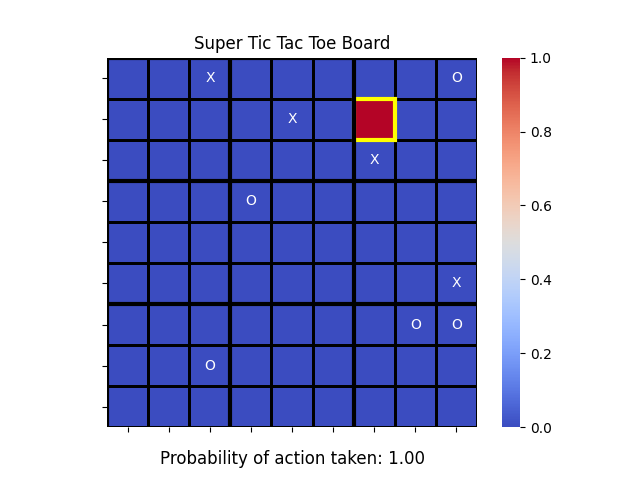 Super Tic Tac Toe Board
X O
X
X
O
X
O O
O
1.0
0.8
0.6
0.4
0.2
0.0
Probability of action taken: 1.00